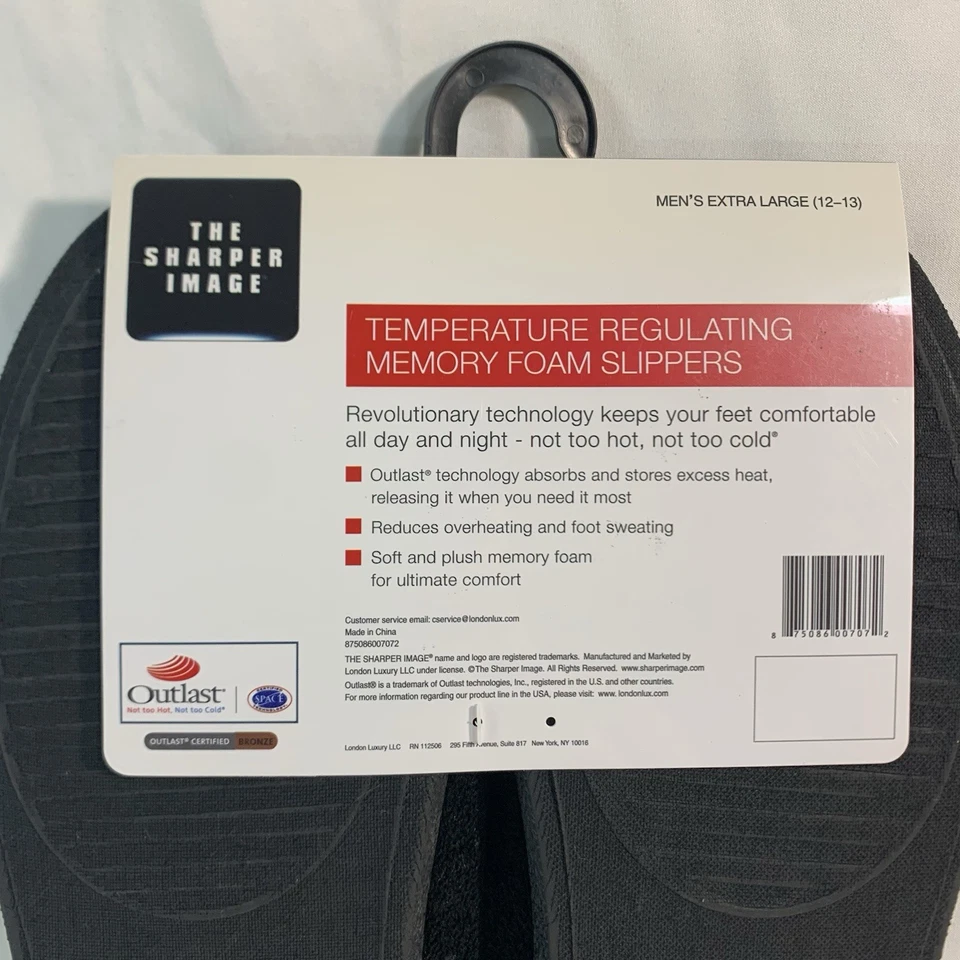 THE
SHARPER
IMAGE
MEN'S EXTRA LARGE (12–13)
TEMPERATURE REGULATING
MEMORY FOAM SLIPPERS
Revolutionary technology keeps your feet comfortable
all day and night - not too hot, not too cold®
Outlast® technology absorbs and stores excess heat,
releasing it when you need it most
Reduces overheating and foot sweating
Soft and plush memory foam
for ultimate comfort
Customer service email: cservice@londonlux.com
Made in China
875086007072
THE SHARPER IMAGE® name and logo are registered trademarks. Manufactured and Marketed by
London Luxury LLC under license. ©The Sharper Image. All Rights Reserved. www.sharperimage.com
Outlast® is a trademark of Outlast technologies, Inc., registered in the U.S. and other countries.
For more information regarding our product line in the USA, please visit: www.londonlux.com
London Luxury LLC RN 112506 295 Fifth Avenue, Suite 817 New York, NY 10016
8 75086 00707 2
Outlast®
Not too Hot, Not too Cold®
CERTIFIED
SPACE
TECHNOLOGY
OUTLAST® CERTIFIED BRONZE